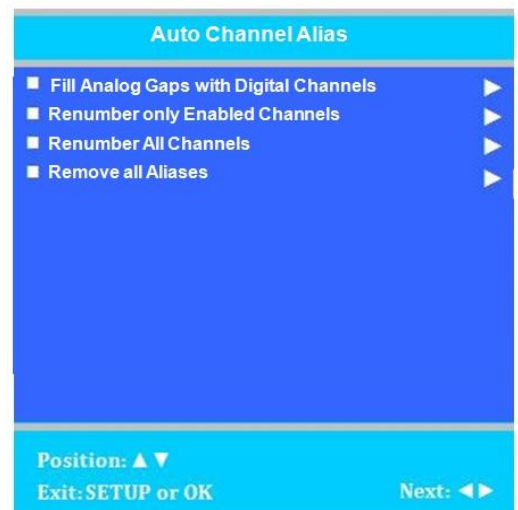 Auto Channel Alias
Fill Analog Gaps with Digital Channels
Renumber only Enabled Channels
Renumber All Channels
Remove all Aliases
Position: ▲▼
Exit: SETUP or OK
Next: ◀▶